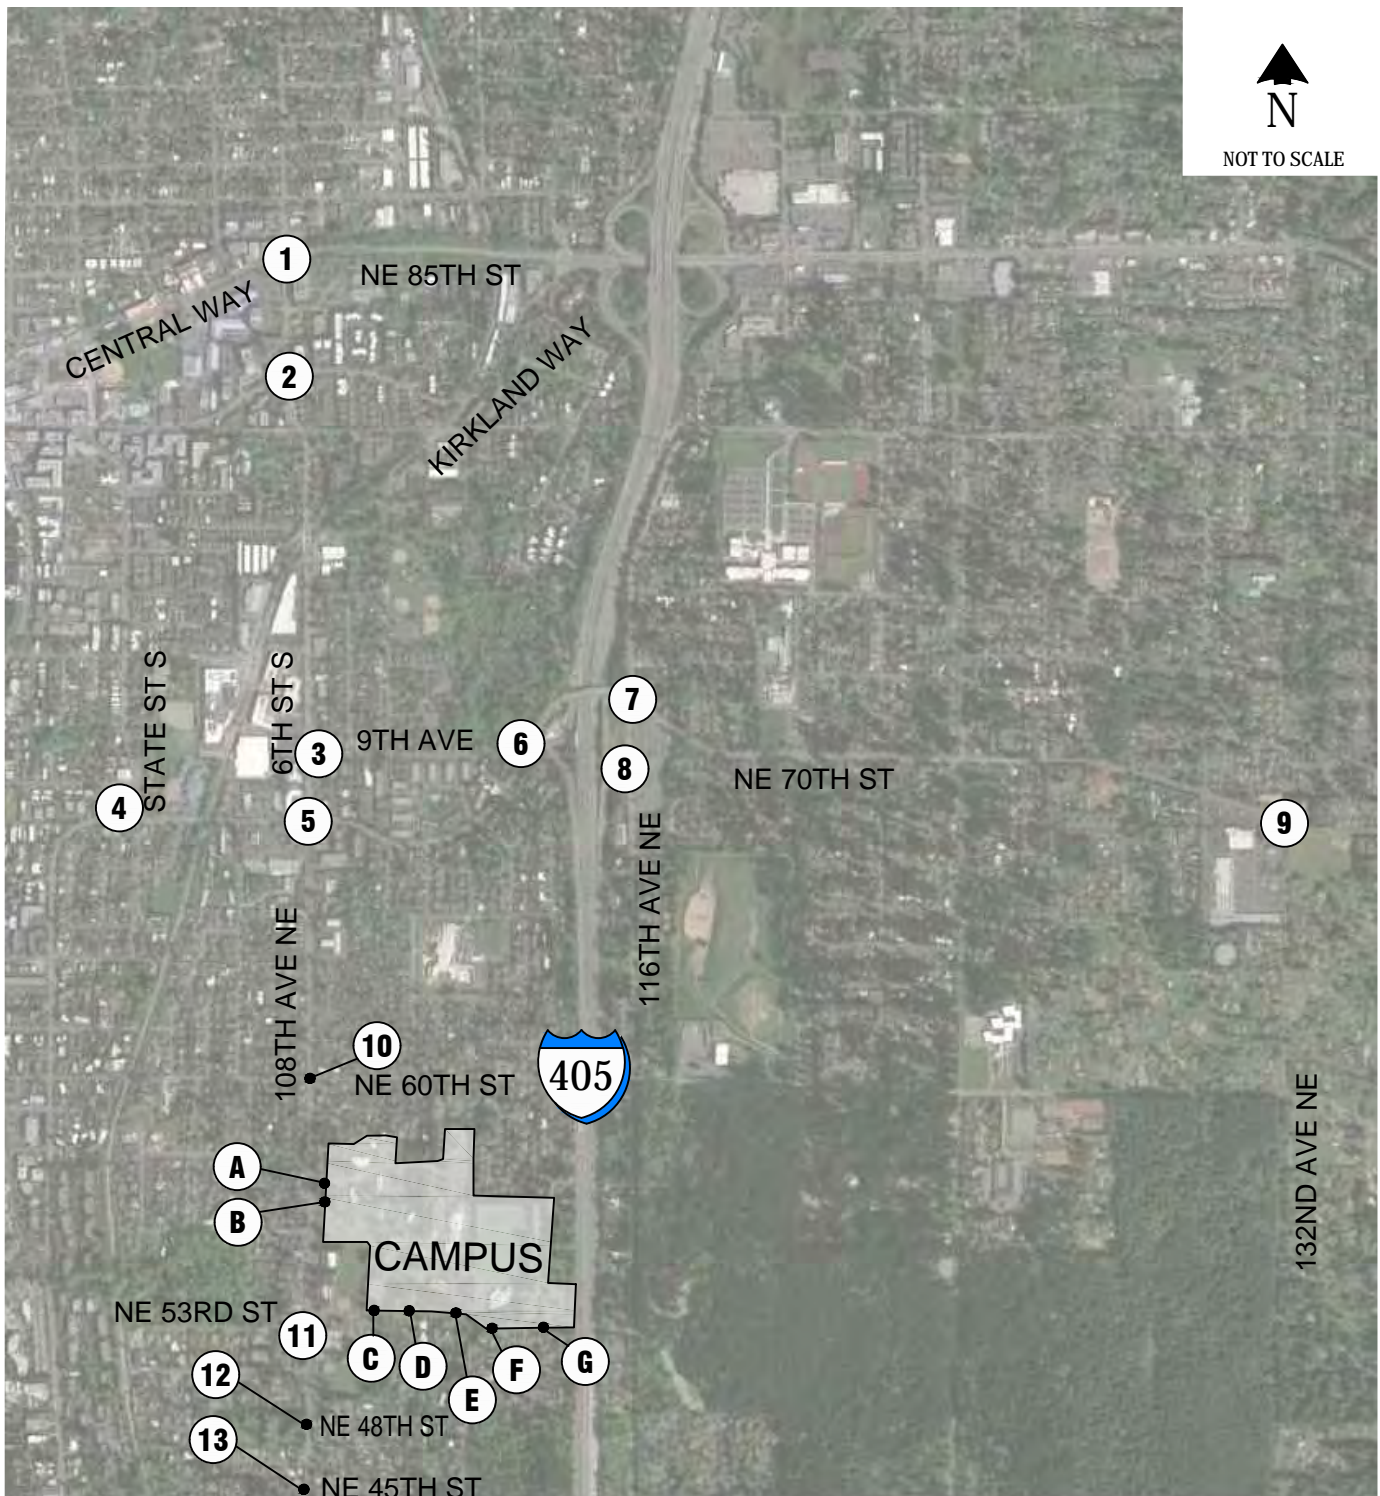 N
NOT TO SCALE
1
NE 85TH ST
CENTRAL WAY
2
KIRKLAND WAY
STATE ST S
6TH ST S
3
9TH AVE
6
7
8
NE 70TH ST
4
5
9
116TH AVE NE
108TH AVE NE
10
NE 60TH ST
405
132ND AVE NE
A
B
CAMPUS
NE 53RD ST
11
C
D
E
F
G
12
NE 48TH ST
13
NE 45TH ST